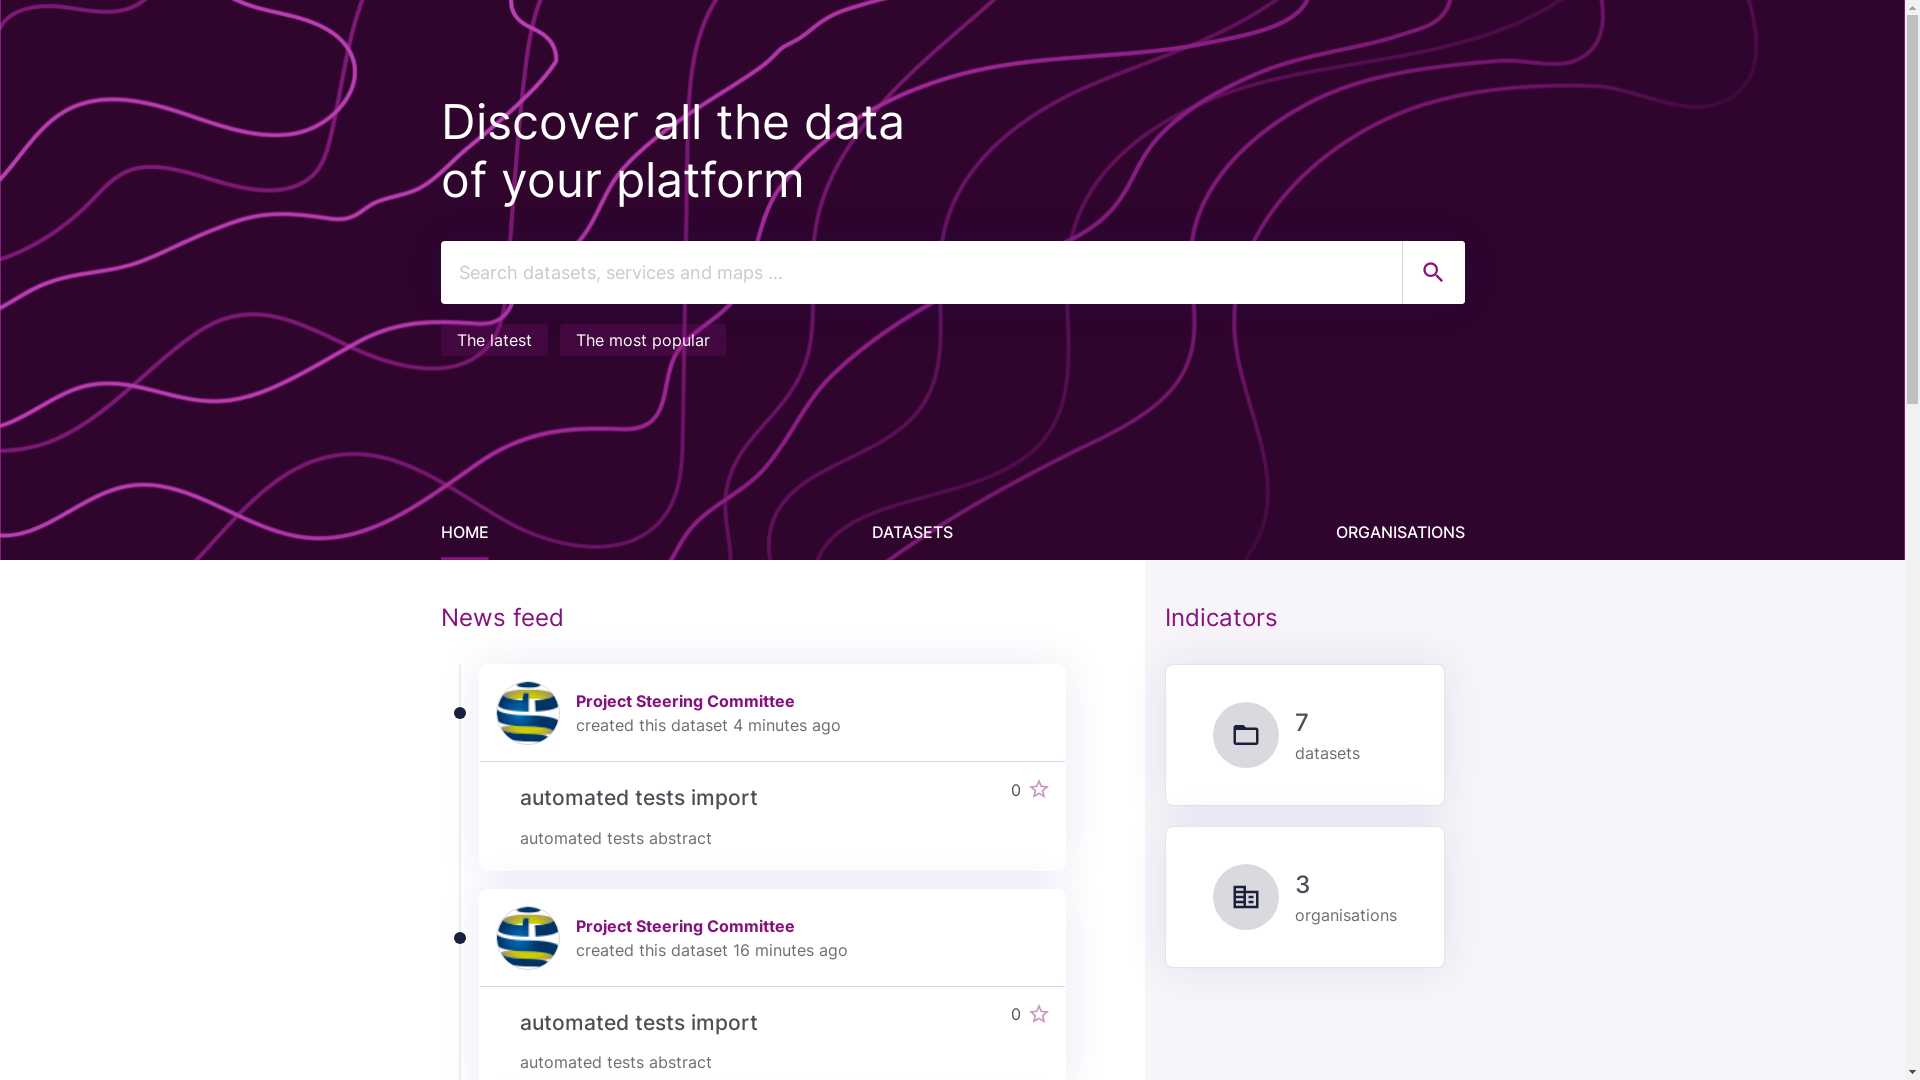 Discover all the data
of your platform
Search datasets, services and maps ...
The latest
The most popular
HOME
DATASETS
ORGANISATIONS
News feed
Project Steering Committee
created this dataset 4 minutes ago
automated tests import
0
automated tests abstract
Project Steering Committee
created this dataset 16 minutes ago
automated tests import
0
automated tests abstract
Indicators
7
datasets
3
organisations